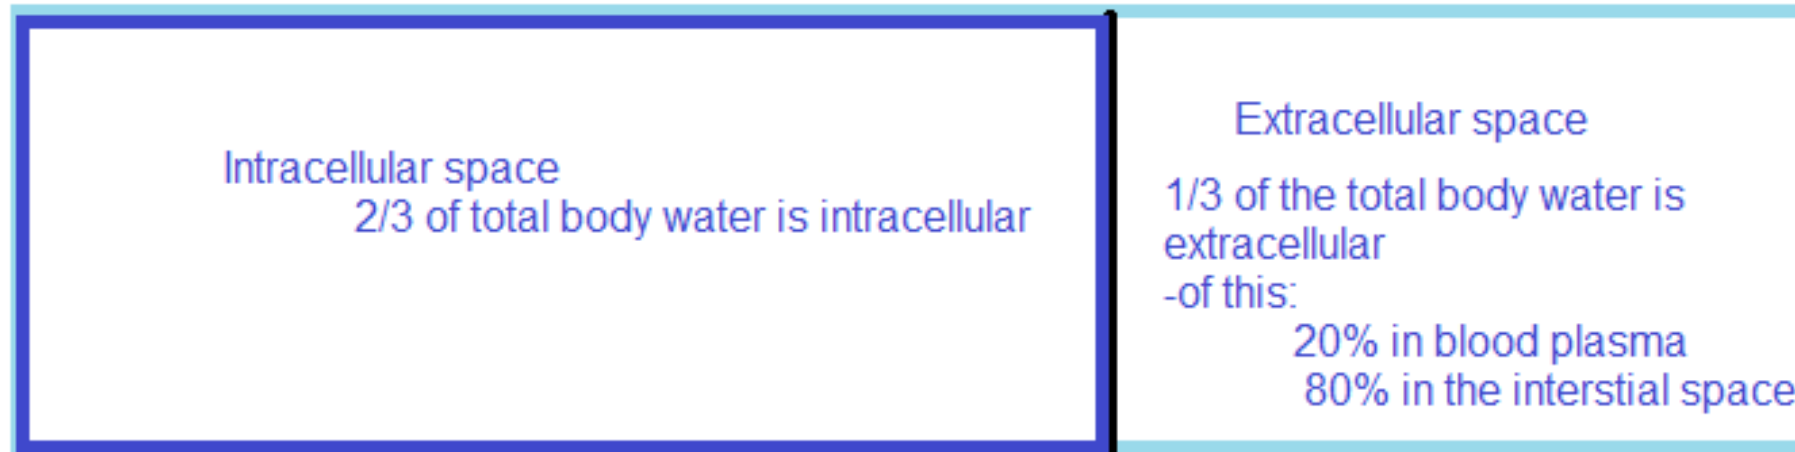 Intracellular space
2/3 of total body water is intracellular
Extracellular space
1/3 of the total body water is
extracellular
-of this:
20% in blood plasma
80% in the interstial space